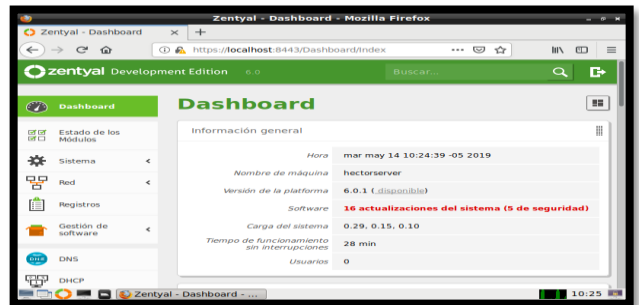 Zentyal - Dashboard - Mozilla Firefox
Zentyal - Dashboard
https://localhost:8443/Dashboard/Index
zentyal Development Edition 6.0
Buscar...
Dashboard
Dashboard
Estado de los
Módulos
Sistema
Red
Registros
Gestión de
software
DNS
DNS
DHCP
Información general
Hora mar may 14 10:24:39 -05 2019
Nombre de máquina hectorserver
Versión de la plataforma 6.0.1 ( disponible)
Software 16 actualizaciones del sistema (5 de seguridad)
Carga del sistema 0.29, 0.15, 0.10
Tiempo de funcionamiento
sin interrupciones 28 min
Usuarios 0
Zentyal - Dashboard - ...
10:25